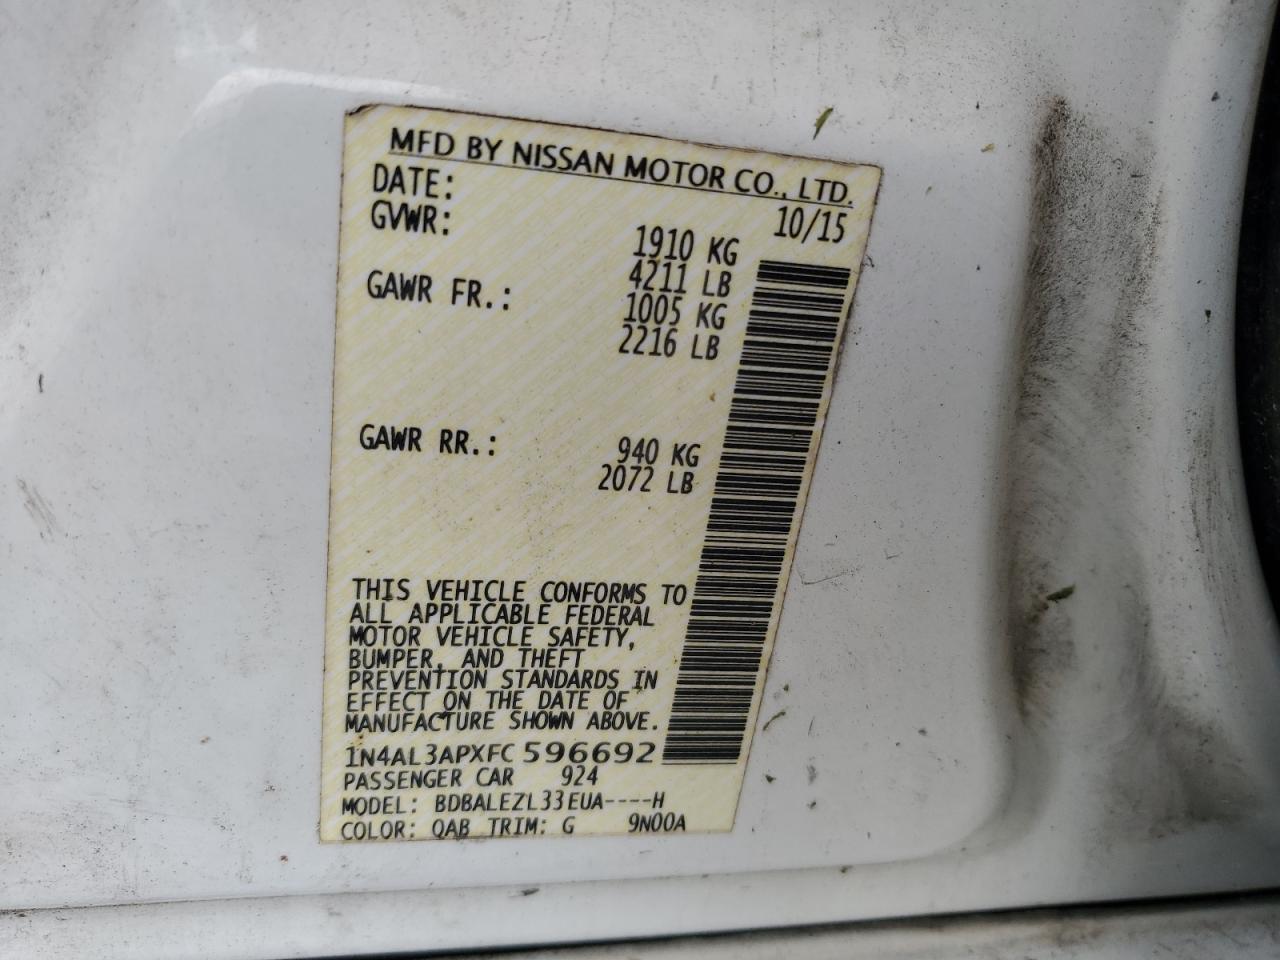 MFD BY NISSAN MOTOR CO., LTD.
DATE: 10/15
GVWR: 1910 KG
4211 LB
GAWR FR.: 1005 KG
2216 LB
GAWR RR.: 940 KG
2072 LB
THIS VEHICLE CONFORMS TO
ALL APPLICABLE FEDERAL
MOTOR VEHICLE SAFETY,
BUMPER, AND THEFT
PREVENTION STANDARDS IN
EFFECT ON THE DATE OF
MANUFACTURE SHOWN ABOVE.
1N4AL3APXFC596692
PASSENGER CAR 924
MODEL: BDBALEZL33EUA----H
COLOR: QAB TRIM: G 9N00A